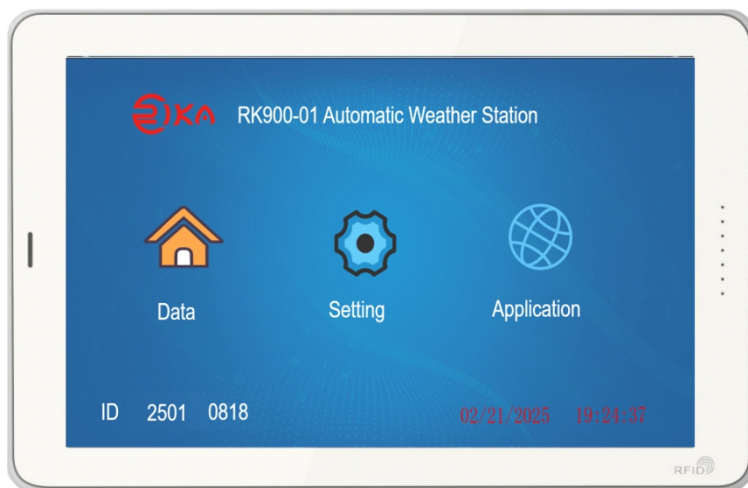 RIKA RK900-01 Automatic Weather Station
Data Setting Application
ID 2501 0818 02/21/2025 19:24:37
RFID